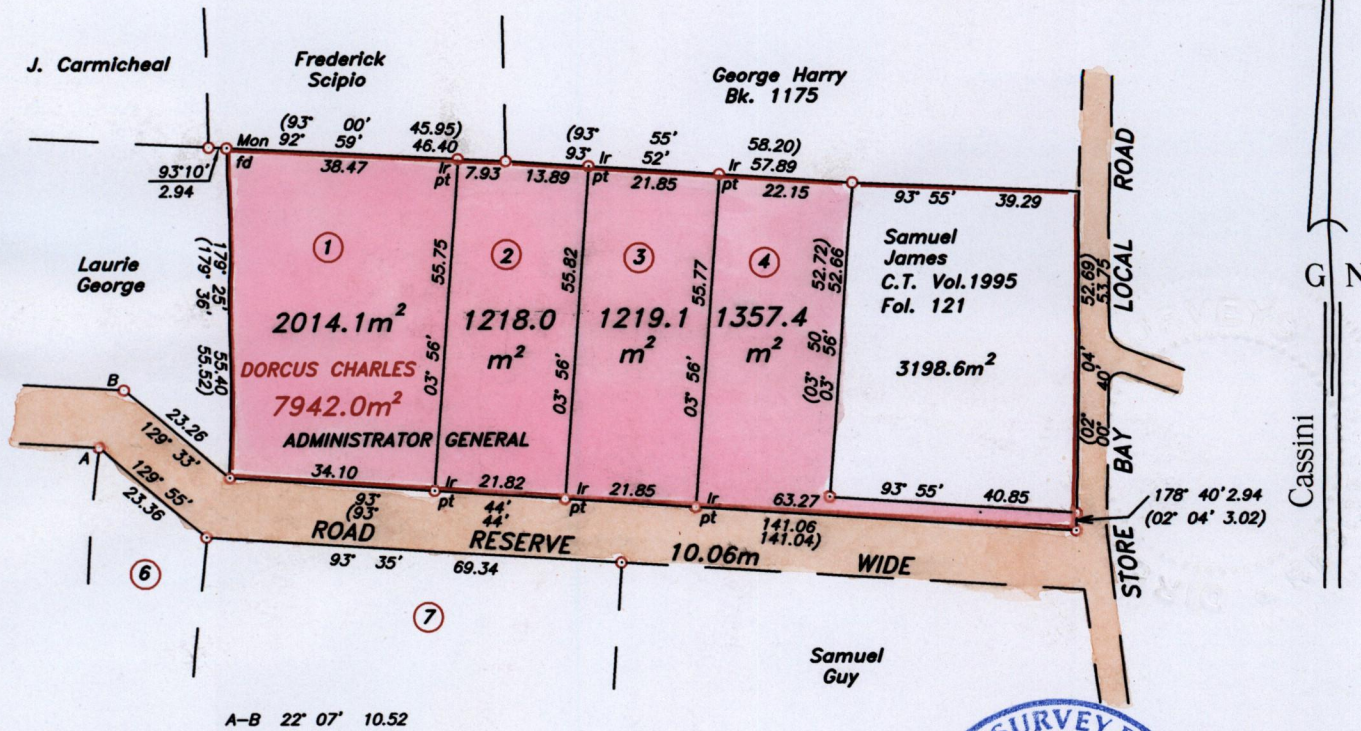 J. Carmicheal
Frederick
Scipio
George Harry
Bk. 1175
(93° 00' 45.95)
Mon 92° 59' 46.40
fd
38.47
Ir
pt
7.93
13.89
(93° 55' 58.20)
93° 52' 57.89
Ir
pt
21.85
Ir
pt
22.15
93° 55' 39.29
93°10'
2.94
Laurie
George
179° 25' 55.40
(179° 36' 55.52)
1
2014.1m²
DORCUS CHARLES
7942.0m²
ADMINISTRATOR GENERAL
03° 56' 55.75
2
1218.0
m²
03° 56' 55.82
3
1219.1
m²
03° 56' 55.77
4
1357.4
m²
(03° 50' 52.72)
03° 56' 52.86
Samuel
James
C.T. Vol.1995
Fol. 121
3198.6m²
(02° 04' 52.69)
00° 40' 53.75
STORE BAY LOCAL ROAD
G N
Cassini
B
23.26
129° 33'
A
129° 55'
23.36
34.10
Ir
pt
21.82
21.85
Ir
pt
63.27
93° 55' 40.85
178° 40' 2.94
(02° 04' 3.02)
93° 44' 141.06
(93° 44' 141.04)
ROAD RESERVE 10.06m WIDE
93° 35' 69.34
6
7
Samuel
Guy
A-B 22° 07' 10.52
SURVEY